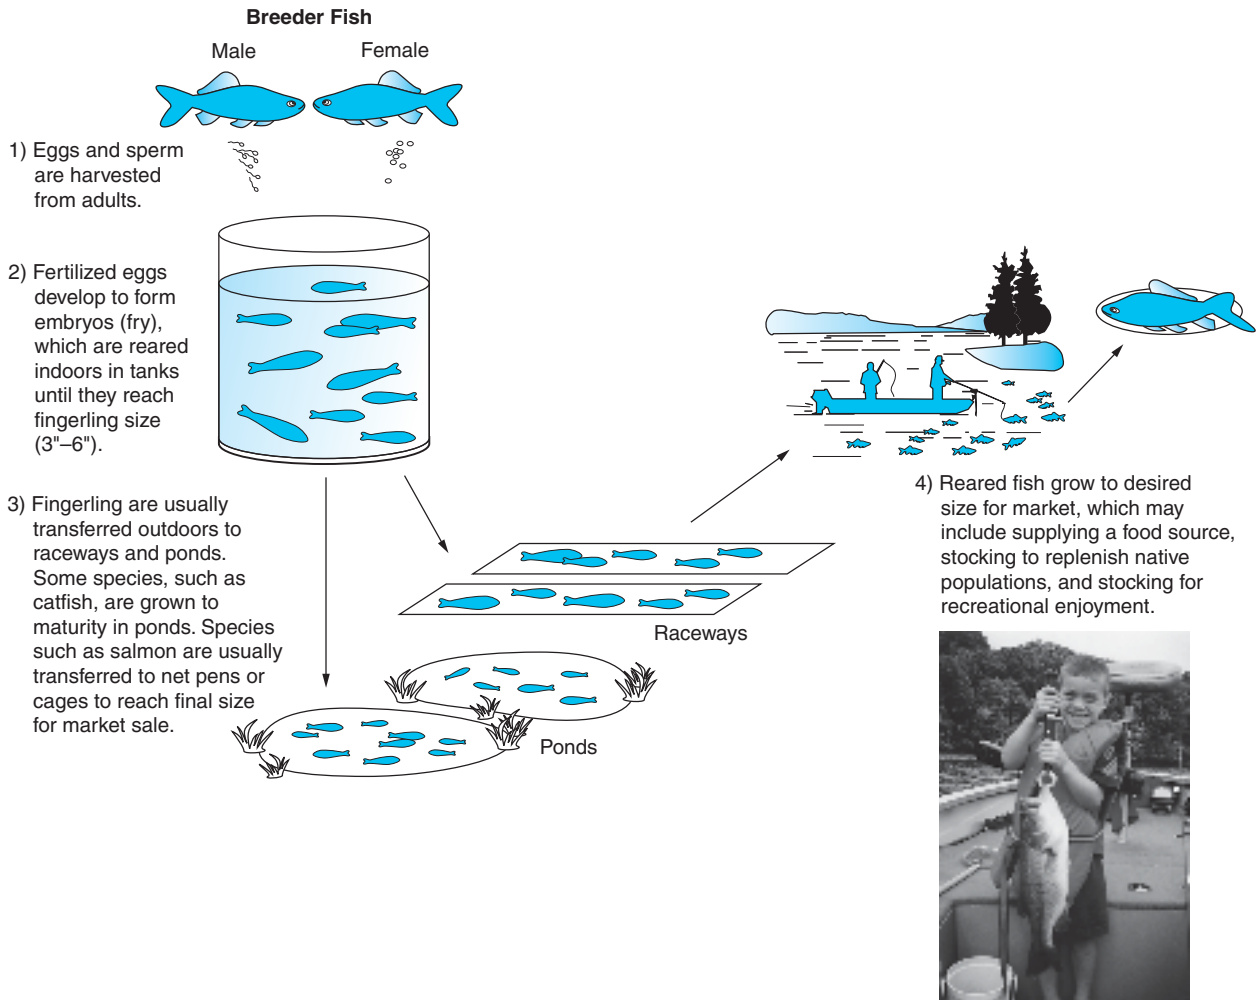 Breeder Fish
Male
Female
1) Eggs and sperm
are harvested
from adults.
2) Fertilized eggs
develop to form
embryos (fry),
which are reared
indoors in tanks
until they reach
fingerling size
(3"–6").
3) Fingerling are usually
transferred outdoors to
raceways and ponds.
Some species, such as
catfish, are grown to
maturity in ponds. Species
such as salmon are usually
transferred to net pens or
cages to reach final size
for market sale.
Raceways
Ponds
4) Reared fish grow to desired
size for market, which may
include supplying a food source,
stocking to replenish native
populations, and stocking for
recreational enjoyment.